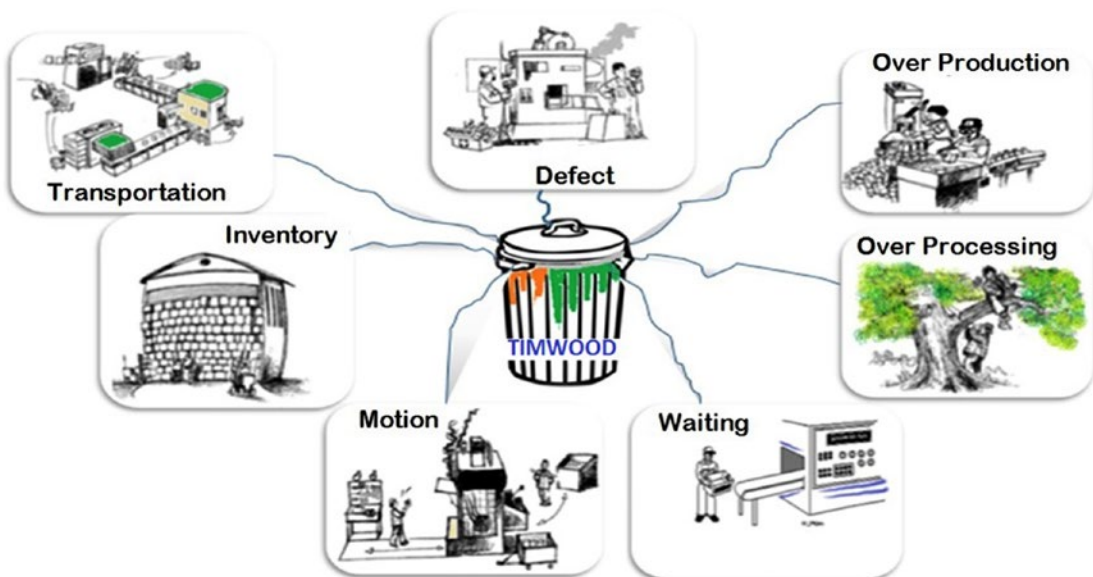 Over Production
Defect
Transportation
Inventory
Over Processing
TIMWOOD
Motion
Waiting